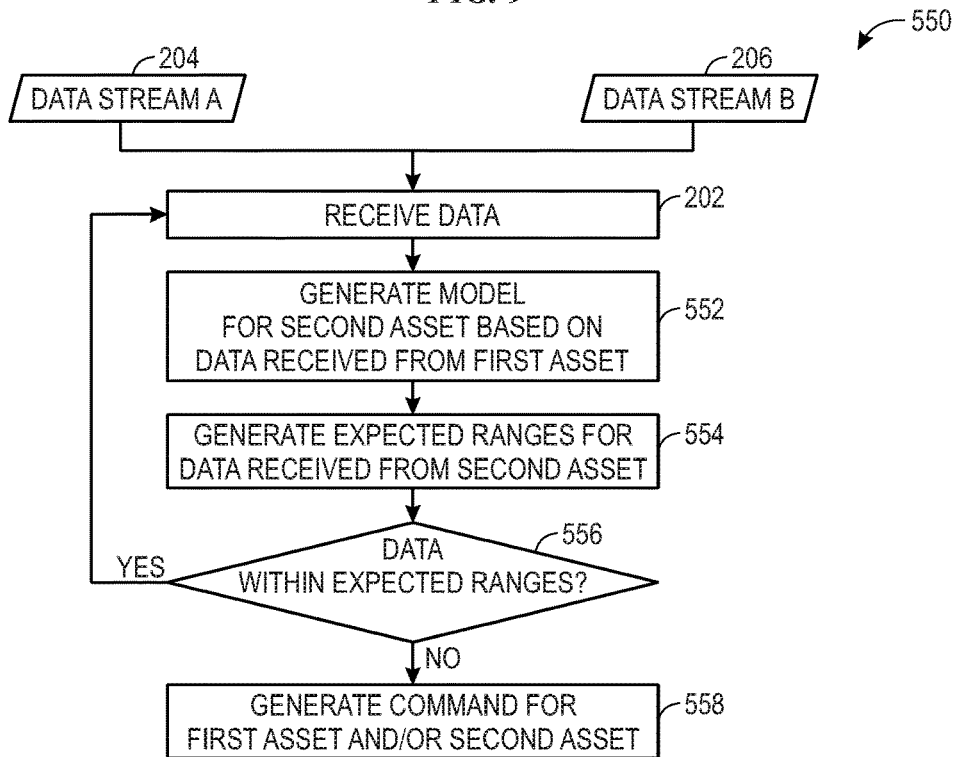 550
204
206
DATA STREAM A
DATA STREAM B
RECEIVE DATA
202
GENERATE MODEL
FOR SECOND ASSET BASED ON
DATA RECEIVED FROM FIRST ASSET
552
GENERATE EXPECTED RANGES FOR
DATA RECEIVED FROM SECOND ASSET
554
DATA
WITHIN EXPECTED RANGES?
556
YES
NO
GENERATE COMMAND FOR
FIRST ASSET AND/OR SECOND ASSET
558